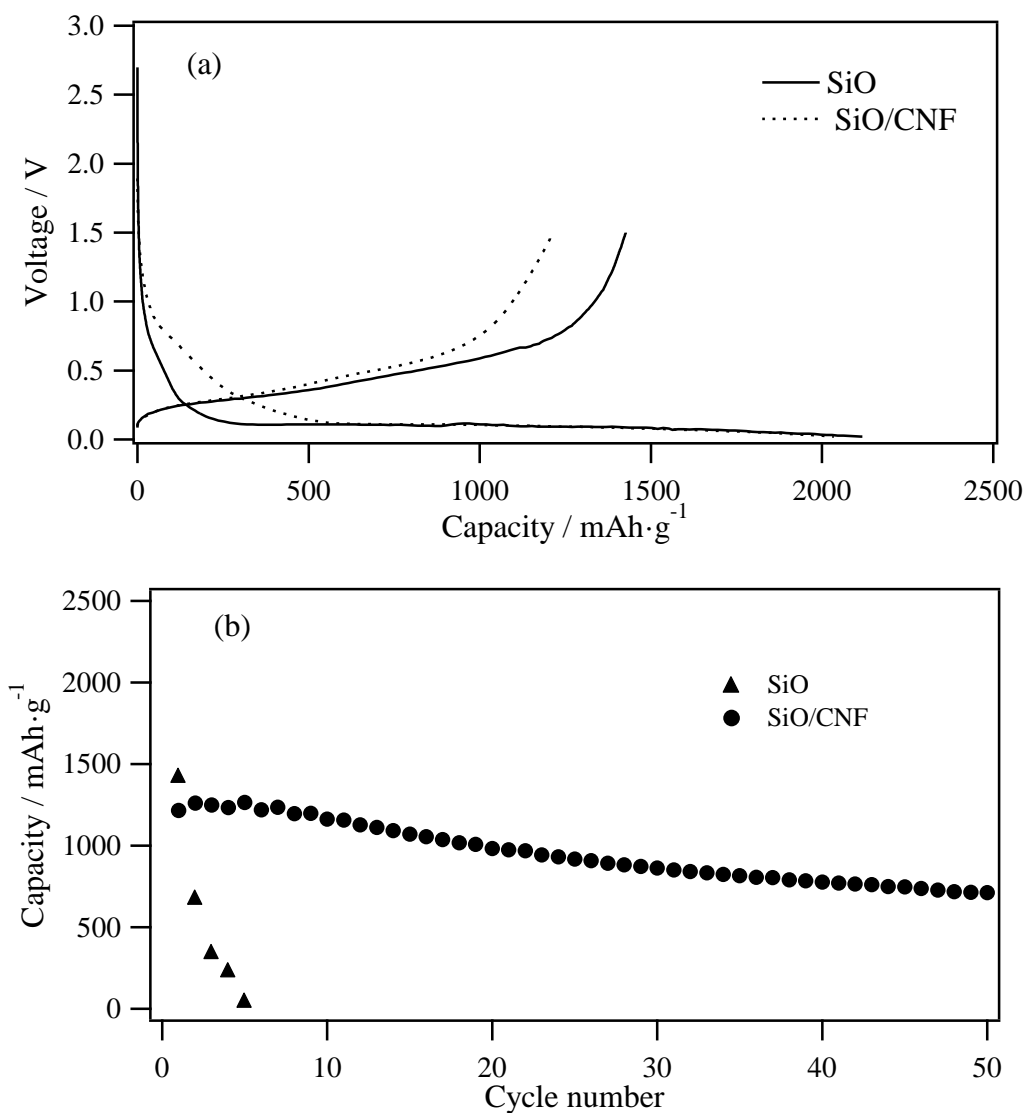 (a)
SiO
SiO/CNF
Voltage / V
3.0
2.5
2.0
1.5
1.0
0.5
0.0
0 500 1000 1500 2000 2500
Capacity / mAh·g⁻¹
(b)
SiO
SiO/CNF
Capacity / mAh·g⁻¹
2500
2000
1500
1000
500
0
0 10 20 30 40 50
Cycle number